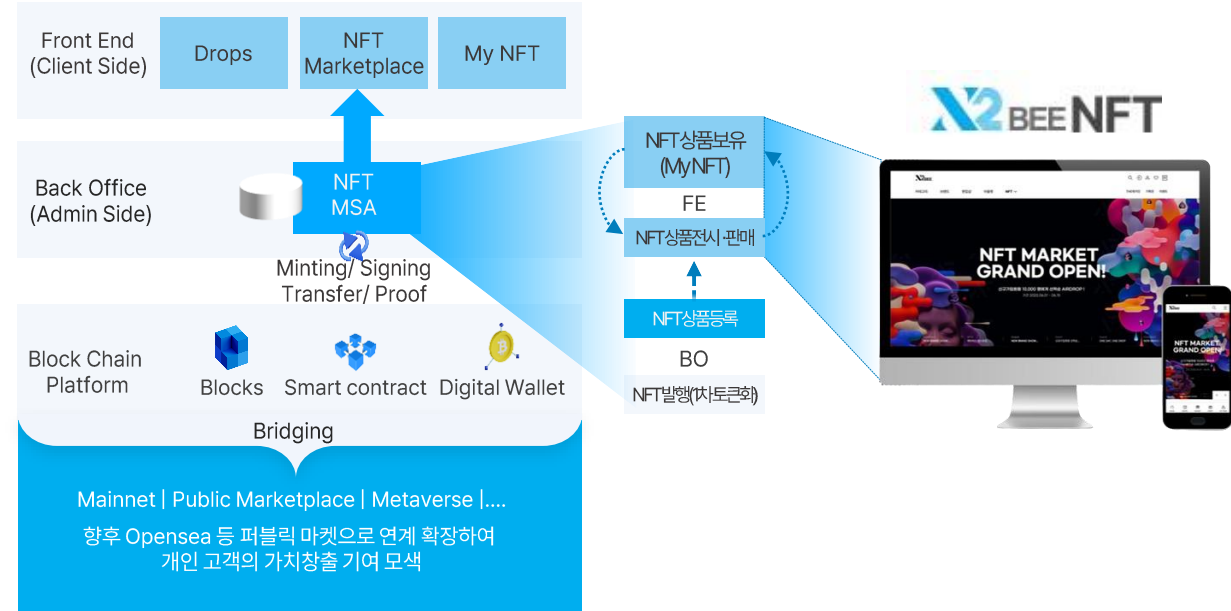 Front End
(Client Side)
Drops
NFT
Marketplace
My NFT
Back Office
(Admin Side)
NFT
MSA
Minting/ Signing
Transfer/ Proof
Block Chain
Platform
Blocks
Smart contract
Digital Wallet
Bridging
Mainnet | Public Marketplace | Metaverse |....
향후 Opensea 등 퍼블릭 마켓으로 연계 확장하여
개인 고객의 가치창출 기여 모색
NFT상품보유
(My NFT)
FE
NFT상품전시·판매
NFT상품등록
BO
NFT발행(1차토큰화)
X2 BEE NFT
NFT MARKET
GRAND OPEN!
NFT MARKET
GRAND OPEN!